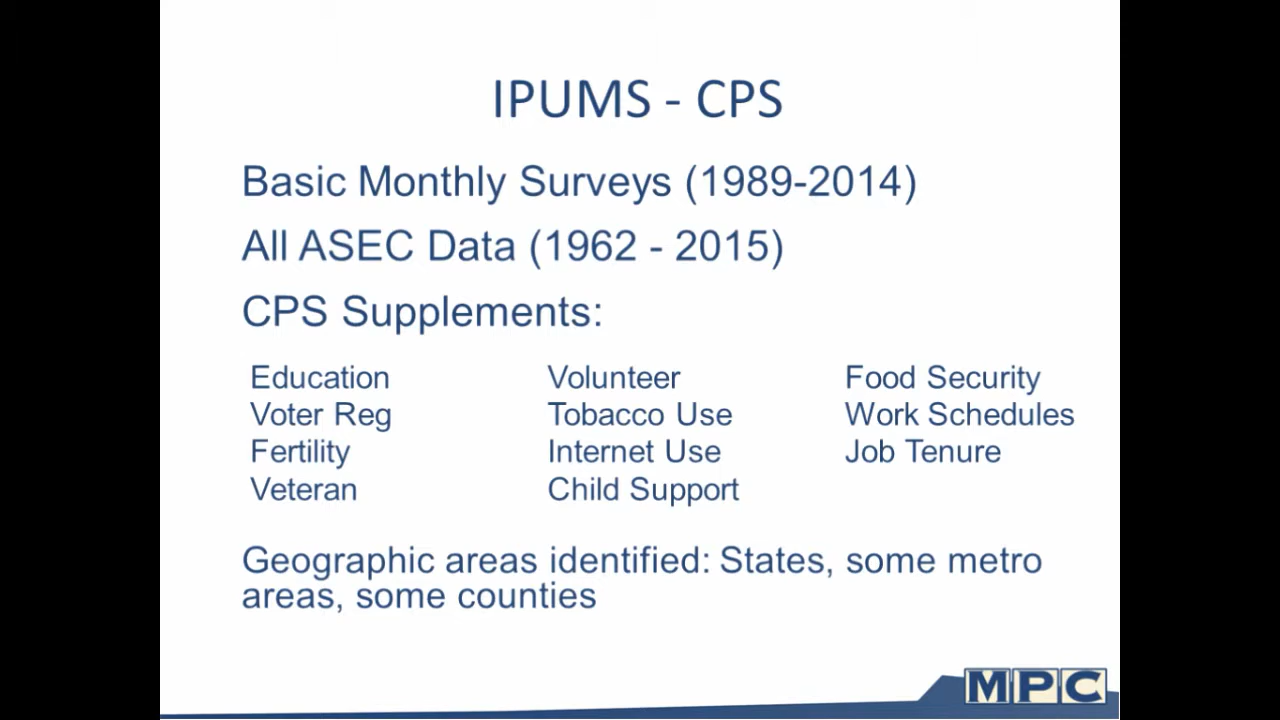 IPUMS - CPS
Basic Monthly Surveys (1989-2014)
All ASEC Data (1962 - 2015)
CPS Supplements:
Education
Voter Reg
Fertility
Veteran
Volunteer
Tobacco Use
Internet Use
Child Support
Food Security
Work Schedules
Job Tenure
Geographic areas identified: States, some metro
areas, some counties
MPC